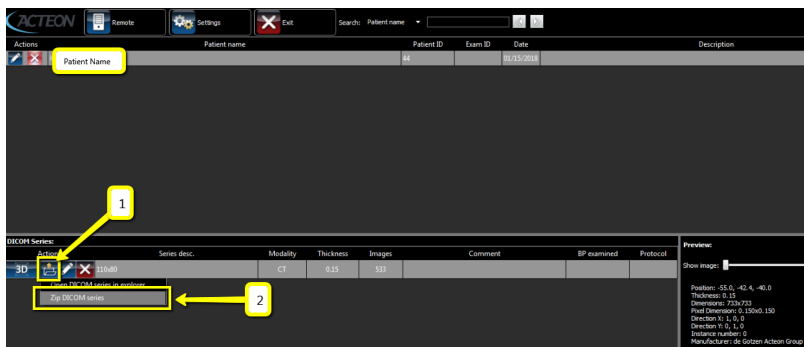 ACTEON Remote Settings Exit Search: Patient name
Actions Patient name Patient ID Exam ID Date Description
Patient Name 44 01/15/2018
1
DICOM Series:
Actions Series desc. Modality Thickness Images Comment BP examined Protocol
3D 110x80 CT 0.15 533
Open DICOM series in explorer
Zip DICOM series
2
Preview:
Show image:
Position: -55.0, -42.4, -40.0
Thickness: 0.15
Dimensions: 733x733
Pixel Dimension: 0.150x0.150
Direction X: 1, 0, 0
Direction Y: 0, 1, 0
Instance number: 0
Manufacturer: de Gotzen Acteon Group